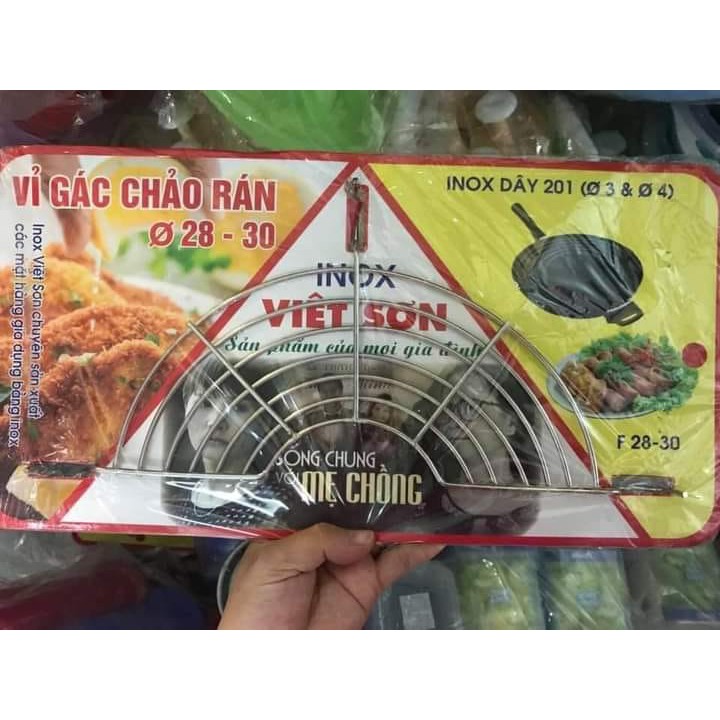 VỈ GÁC CHẢO RÁN
Ø 28 - 30
Inox Việt Sơn chuyên sản xuất
các mặt hàng gia dụng bằng inox
INOX
VIỆT SƠN
Sản phẩm của mọi gia đình
SỐNG CHUNG
VỚI MẸ CHỒNG
INOX DÂY 201 (Ø 3 & Ø 4)
F 28-30